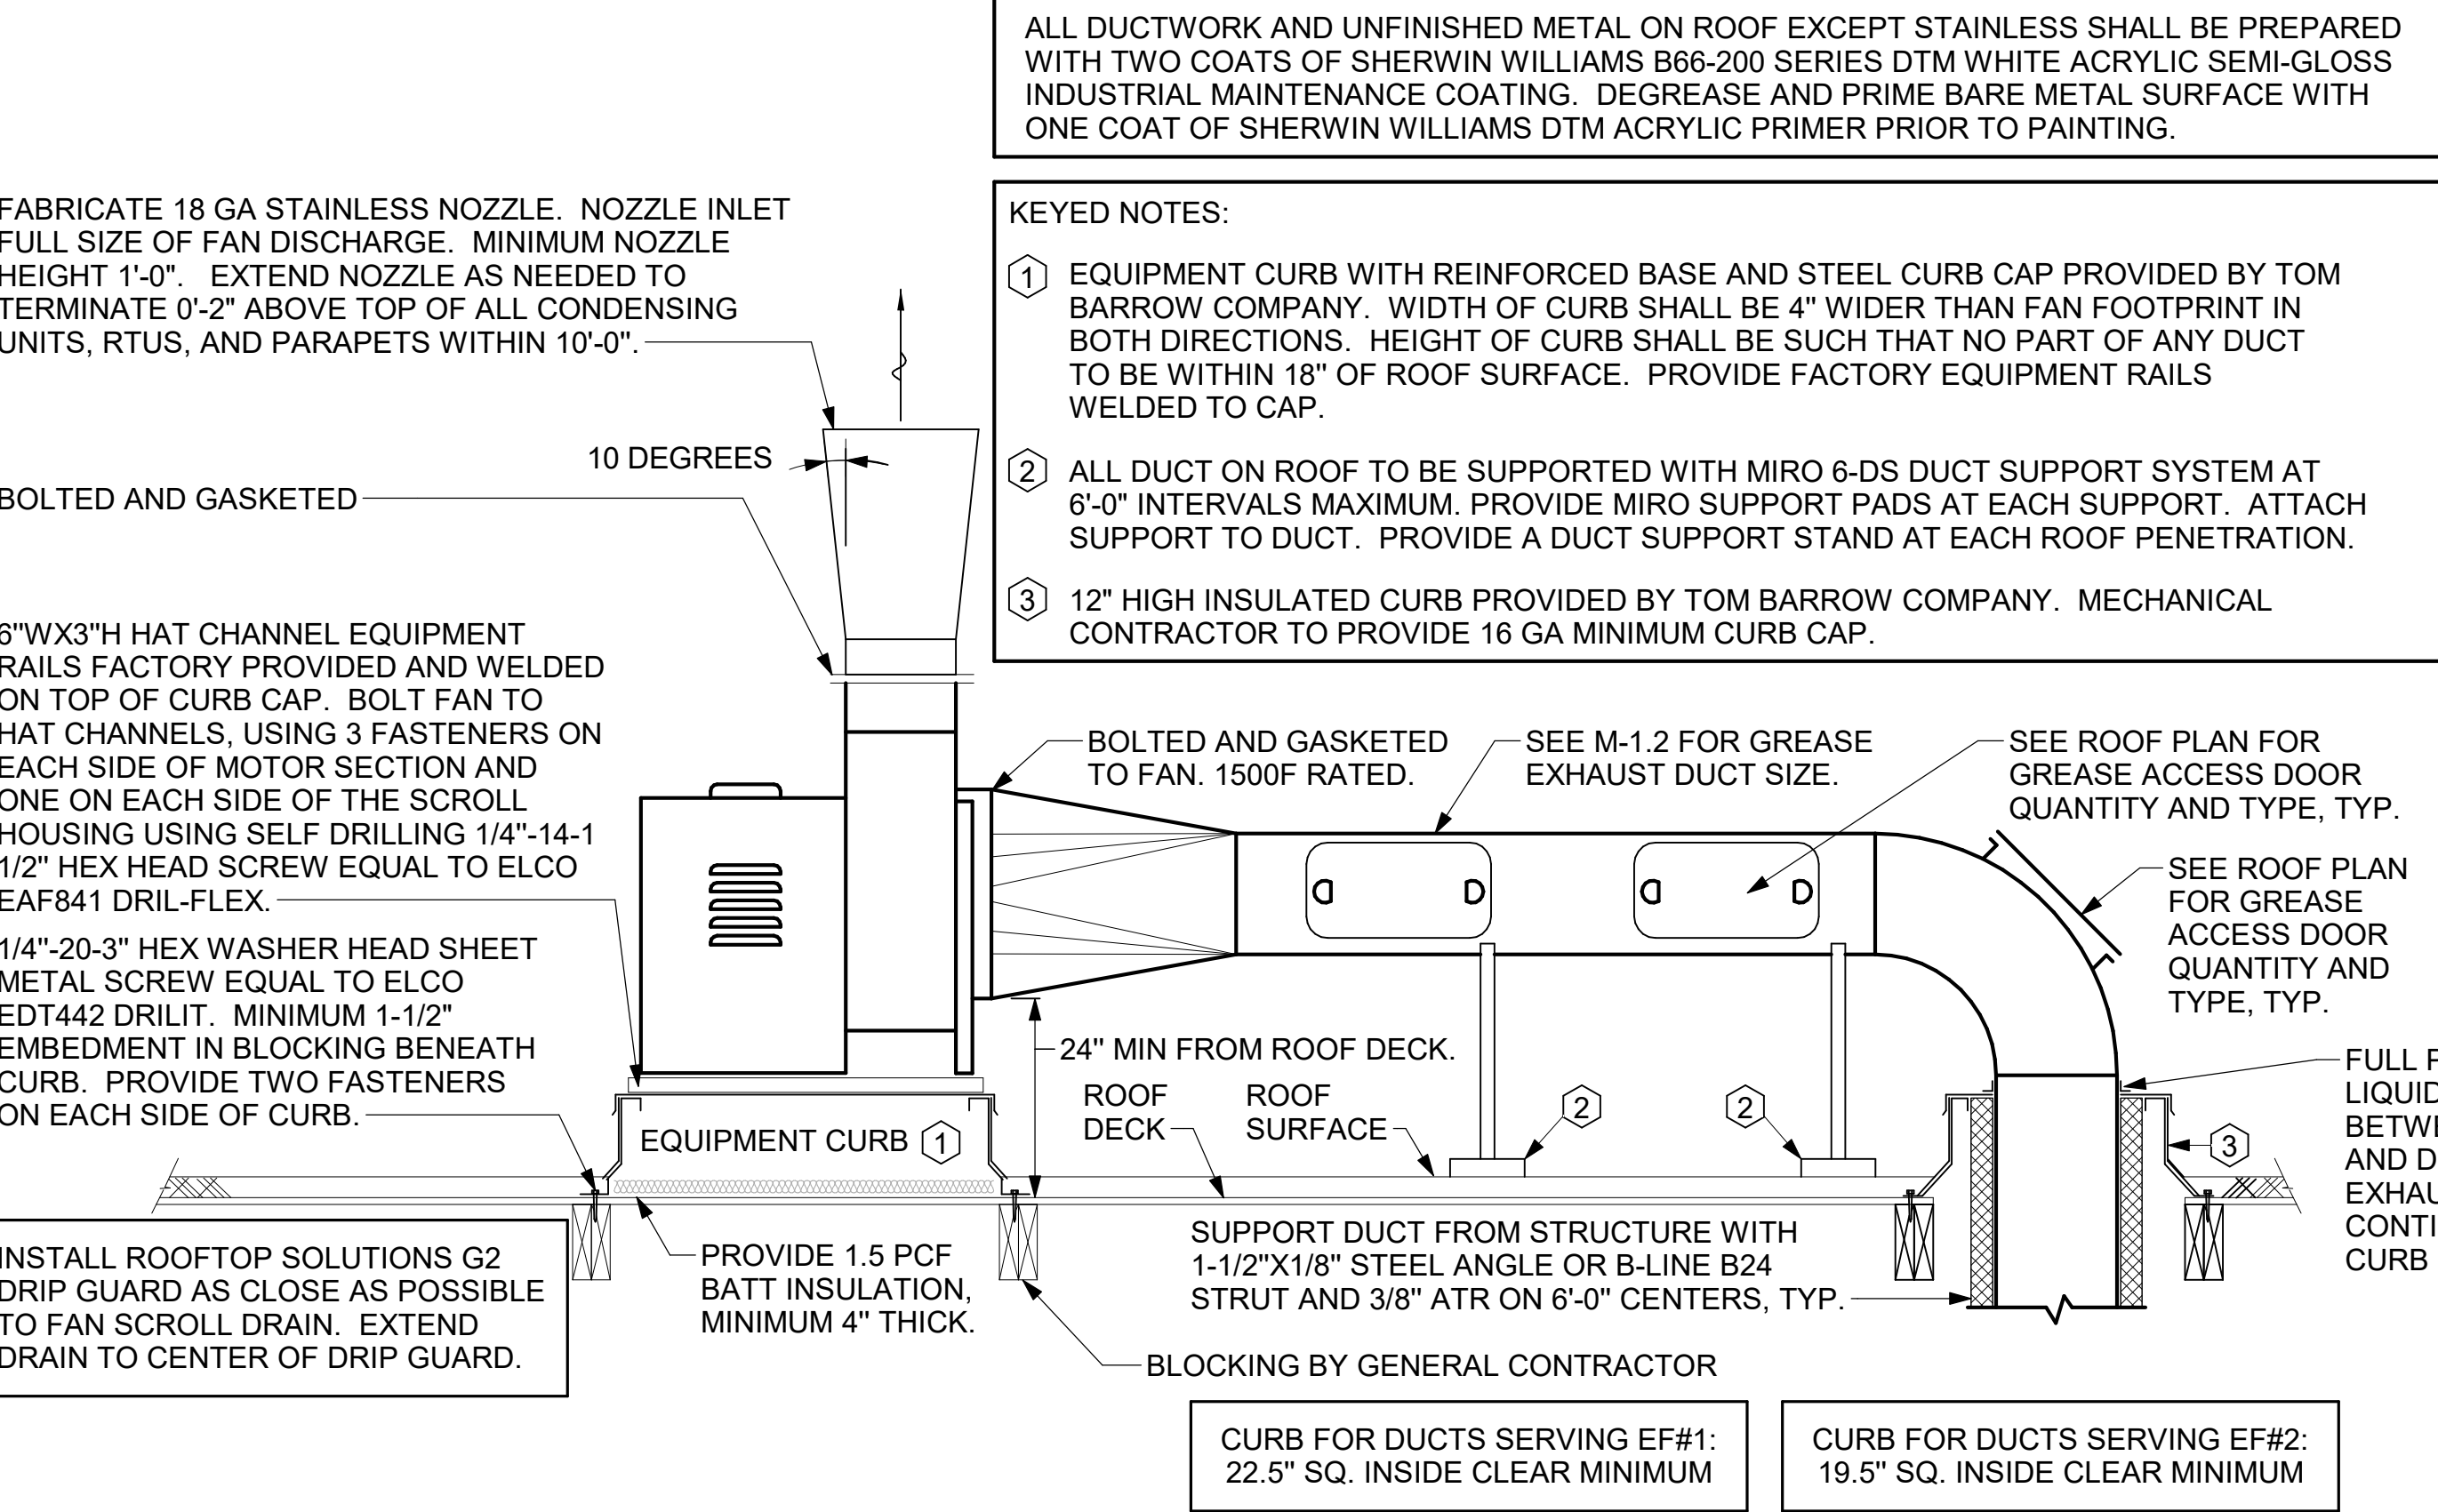 ALL DUCTWORK AND UNFINISHED METAL ON ROOF EXCEPT STAINLESS SHALL BE PREPARED
WITH TWO COATS OF SHERWIN WILLIAMS B66-200 SERIES DTM WHITE ACRYLIC SEMI-GLOSS
INDUSTRIAL MAINTENANCE COATING. DEGREASE AND PRIME BARE METAL SURFACE WITH
ONE COAT OF SHERWIN WILLIAMS DTM ACRYLIC PRIMER PRIOR TO PAINTING.
FABRICATE 18 GA STAINLESS NOZZLE. NOZZLE INLET
FULL SIZE OF FAN DISCHARGE. MINIMUM NOZZLE
HEIGHT 1'-0". EXTEND NOZZLE AS NEEDED TO
TERMINATE 0'-2" ABOVE TOP OF ALL CONDENSING
UNITS, RTUS, AND PARAPETS WITHIN 10'-0".
KEYED NOTES:
1 EQUIPMENT CURB WITH REINFORCED BASE AND STEEL CURB CAP PROVIDED BY TOM
BARROW COMPANY. WIDTH OF CURB SHALL BE 4" WIDER THAN FAN FOOTPRINT IN
BOTH DIRECTIONS. HEIGHT OF CURB SHALL BE SUCH THAT NO PART OF ANY DUCT
TO BE WITHIN 18" OF ROOF SURFACE. PROVIDE FACTORY EQUIPMENT RAILS
WELDED TO CAP.
2 ALL DUCT ON ROOF TO BE SUPPORTED WITH MIRO 6-DS DUCT SUPPORT SYSTEM AT
6'-0" INTERVALS MAXIMUM. PROVIDE MIRO SUPPORT PADS AT EACH SUPPORT. ATTACH
SUPPORT TO DUCT. PROVIDE A DUCT SUPPORT STAND AT EACH ROOF PENETRATION.
3 12" HIGH INSULATED CURB PROVIDED BY TOM BARROW COMPANY. MECHANICAL
CONTRACTOR TO PROVIDE 16 GA MINIMUM CURB CAP.
10 DEGREES
BOLTED AND GASKETED
6"WX3"H HAT CHANNEL EQUIPMENT
RAILS FACTORY PROVIDED AND WELDED
ON TOP OF CURB CAP. BOLT FAN TO
HAT CHANNELS, USING 3 FASTENERS ON
EACH SIDE OF MOTOR SECTION AND
ONE ON EACH SIDE OF THE SCROLL
HOUSING USING SELF DRILLING 1/4"-14-1
1/2" HEX HEAD SCREW EQUAL TO ELCO
EAF841 DRIL-FLEX.
1/4"-20-3" HEX WASHER HEAD SHEET
METAL SCREW EQUAL TO ELCO
EDT442 DRILIT. MINIMUM 1-1/2"
EMBEDMENT IN BLOCKING BENEATH
CURB. PROVIDE TWO FASTENERS
ON EACH SIDE OF CURB.
BOLTED AND GASKETED
TO FAN. 1500F RATED.
SEE M-1.2 FOR GREASE
EXHAUST DUCT SIZE.
SEE ROOF PLAN FOR
GREASE ACCESS DOOR
QUANTITY AND TYPE, TYP.
SEE ROOF PLAN
FOR GREASE
ACCESS DOOR
QUANTITY AND
TYPE, TYP.
24" MIN FROM ROOF DECK.
ROOF
DECK
ROOF
SURFACE
2
2
EQUIPMENT CURB 1
3
FULL
LIQUID
AND
CURB
INSTALL ROOFTOP SOLUTIONS G2
DRIP GUARD AS CLOSE AS POSSIBLE
TO FAN SCROLL DRAIN. EXTEND
DRAIN TO CENTER OF DRIP GUARD.
PROVIDE 1.5 PCF
BATT INSULATION,
MINIMUM 4" THICK.
SUPPORT DUCT FROM STRUCTURE WITH
1-1/2"X1/8" STEEL ANGLE OR B-LINE B24
STRUT AND 3/8" ATR ON 6'-0" CENTERS, TYP.
BLOCKING BY GENERAL CONTRACTOR
CURB FOR DUCTS SERVING EF#1:
22.5" SQ. INSIDE CLEAR MINIMUM
CURB FOR DUCTS SERVING EF#2:
19.5" SQ. INSIDE CLEAR MINIMUM